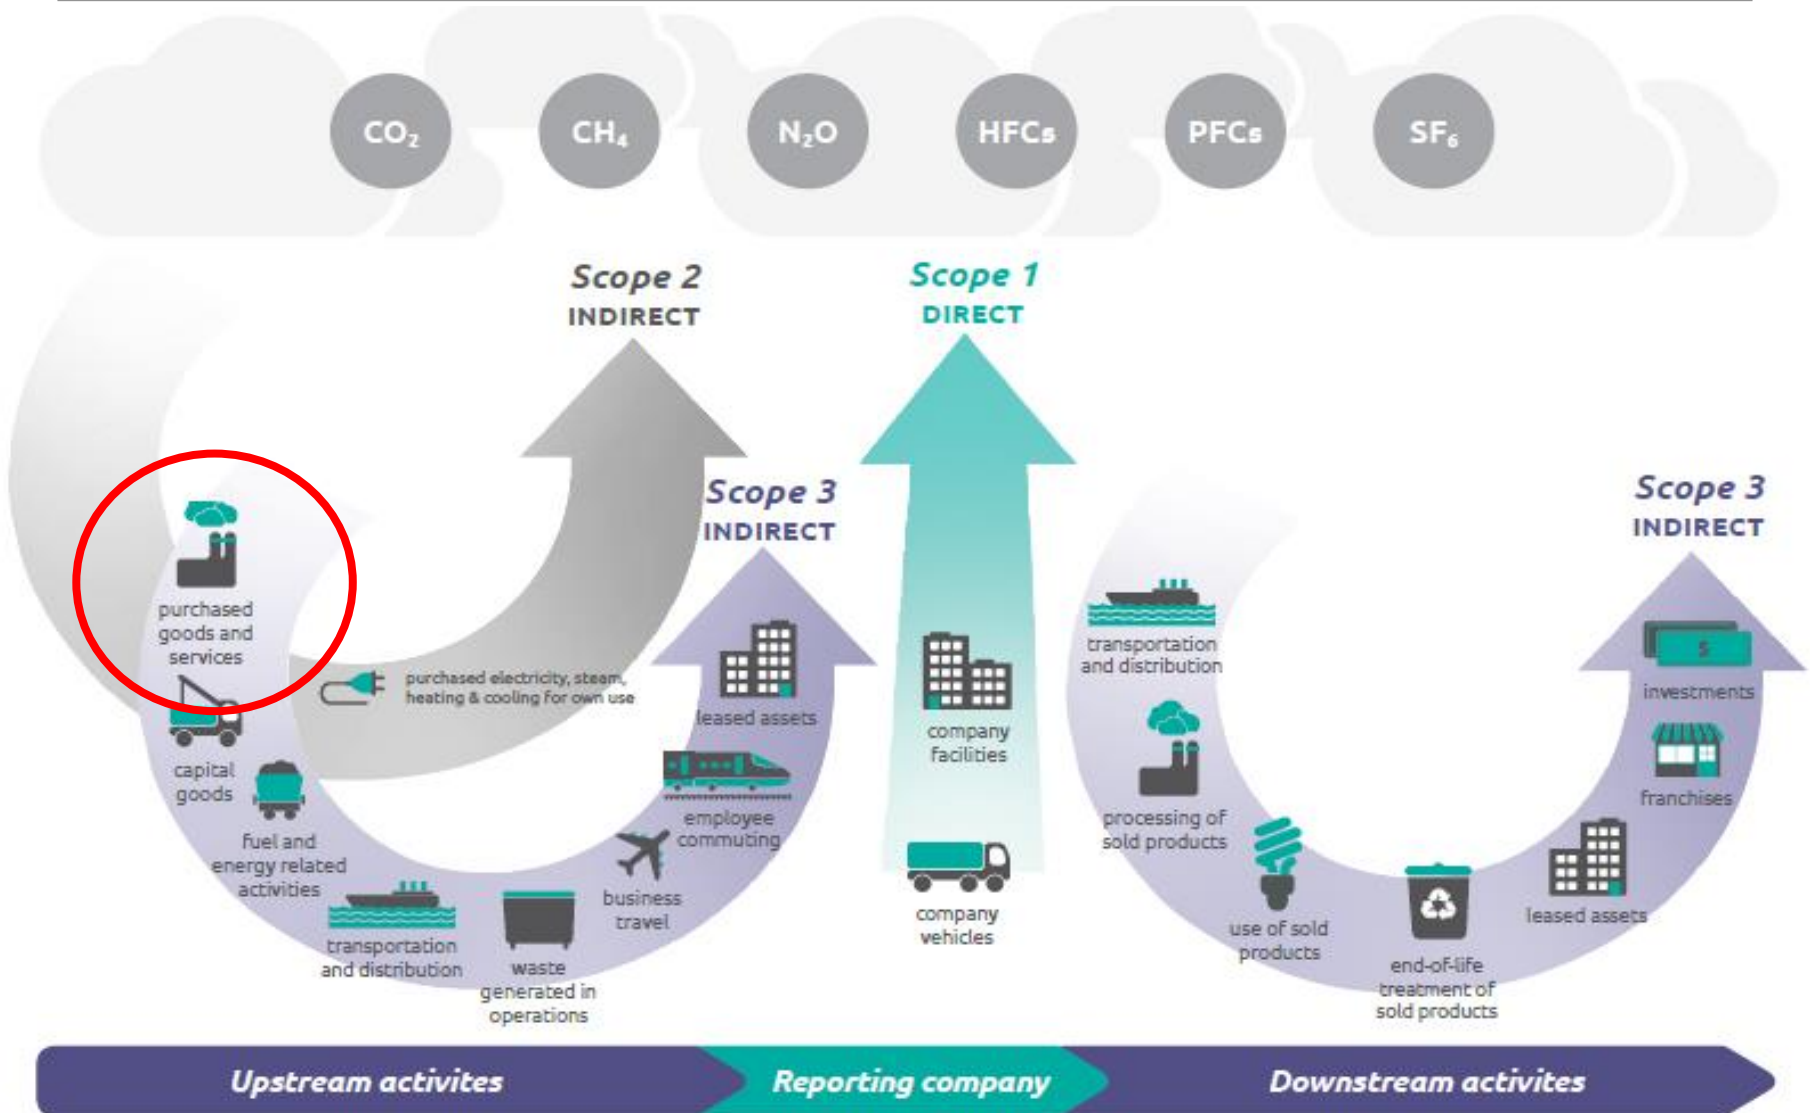 CO₂
CH₄
N₂O
HFCs
PFCs
SF₆
Scope 2
INDIRECT
Scope 1
DIRECT
Scope 3
INDIRECT
Scope 3
INDIRECT
purchased
goods and
services
capital
goods
fuel and
energy related
activities
transportation
and distribution
waste
generated in
operations
business
travel
employee
commuting
leased assets
purchased electricity, steam,
heating & cooling for own use
company
facilities
company
vehicles
transportation
and distribution
processing of
sold products
use of sold
products
end-of-life
treatment of
sold products
leased assets
franchises
$
investments
Upstream activites
Reporting company
Downstream activites